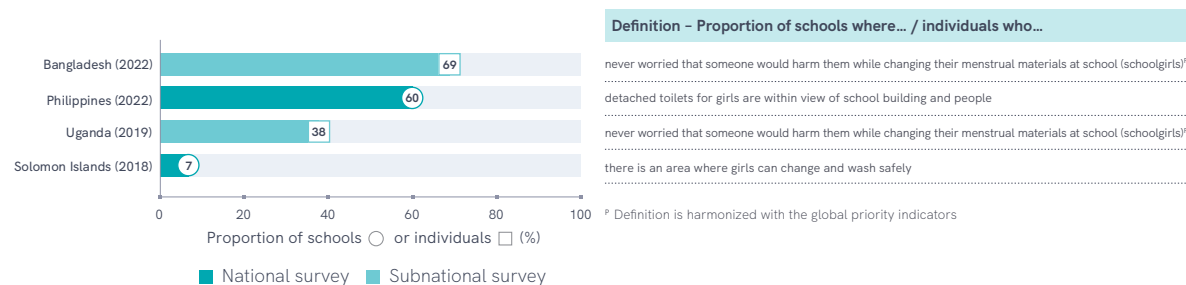 Definition – Proportion of schools where... / individuals who...
Bangladesh (2022) 69 never worried that someone would harm them while changing their menstrual materials at school (schoolgirls)ᴾ
Philippines (2022) 60 detached toilets for girls are within view of school building and people
Uganda (2019) 38 never worried that someone would harm them while changing their menstrual materials at school (schoolgirls)ᴾ
Solomon Islands (2018) 7 there is an area where girls can change and wash safely
0 20 40 60 80 100
ᴾ Definition is harmonized with the global priority indicators
Proportion of schools or individuals (%)
National survey Subnational survey